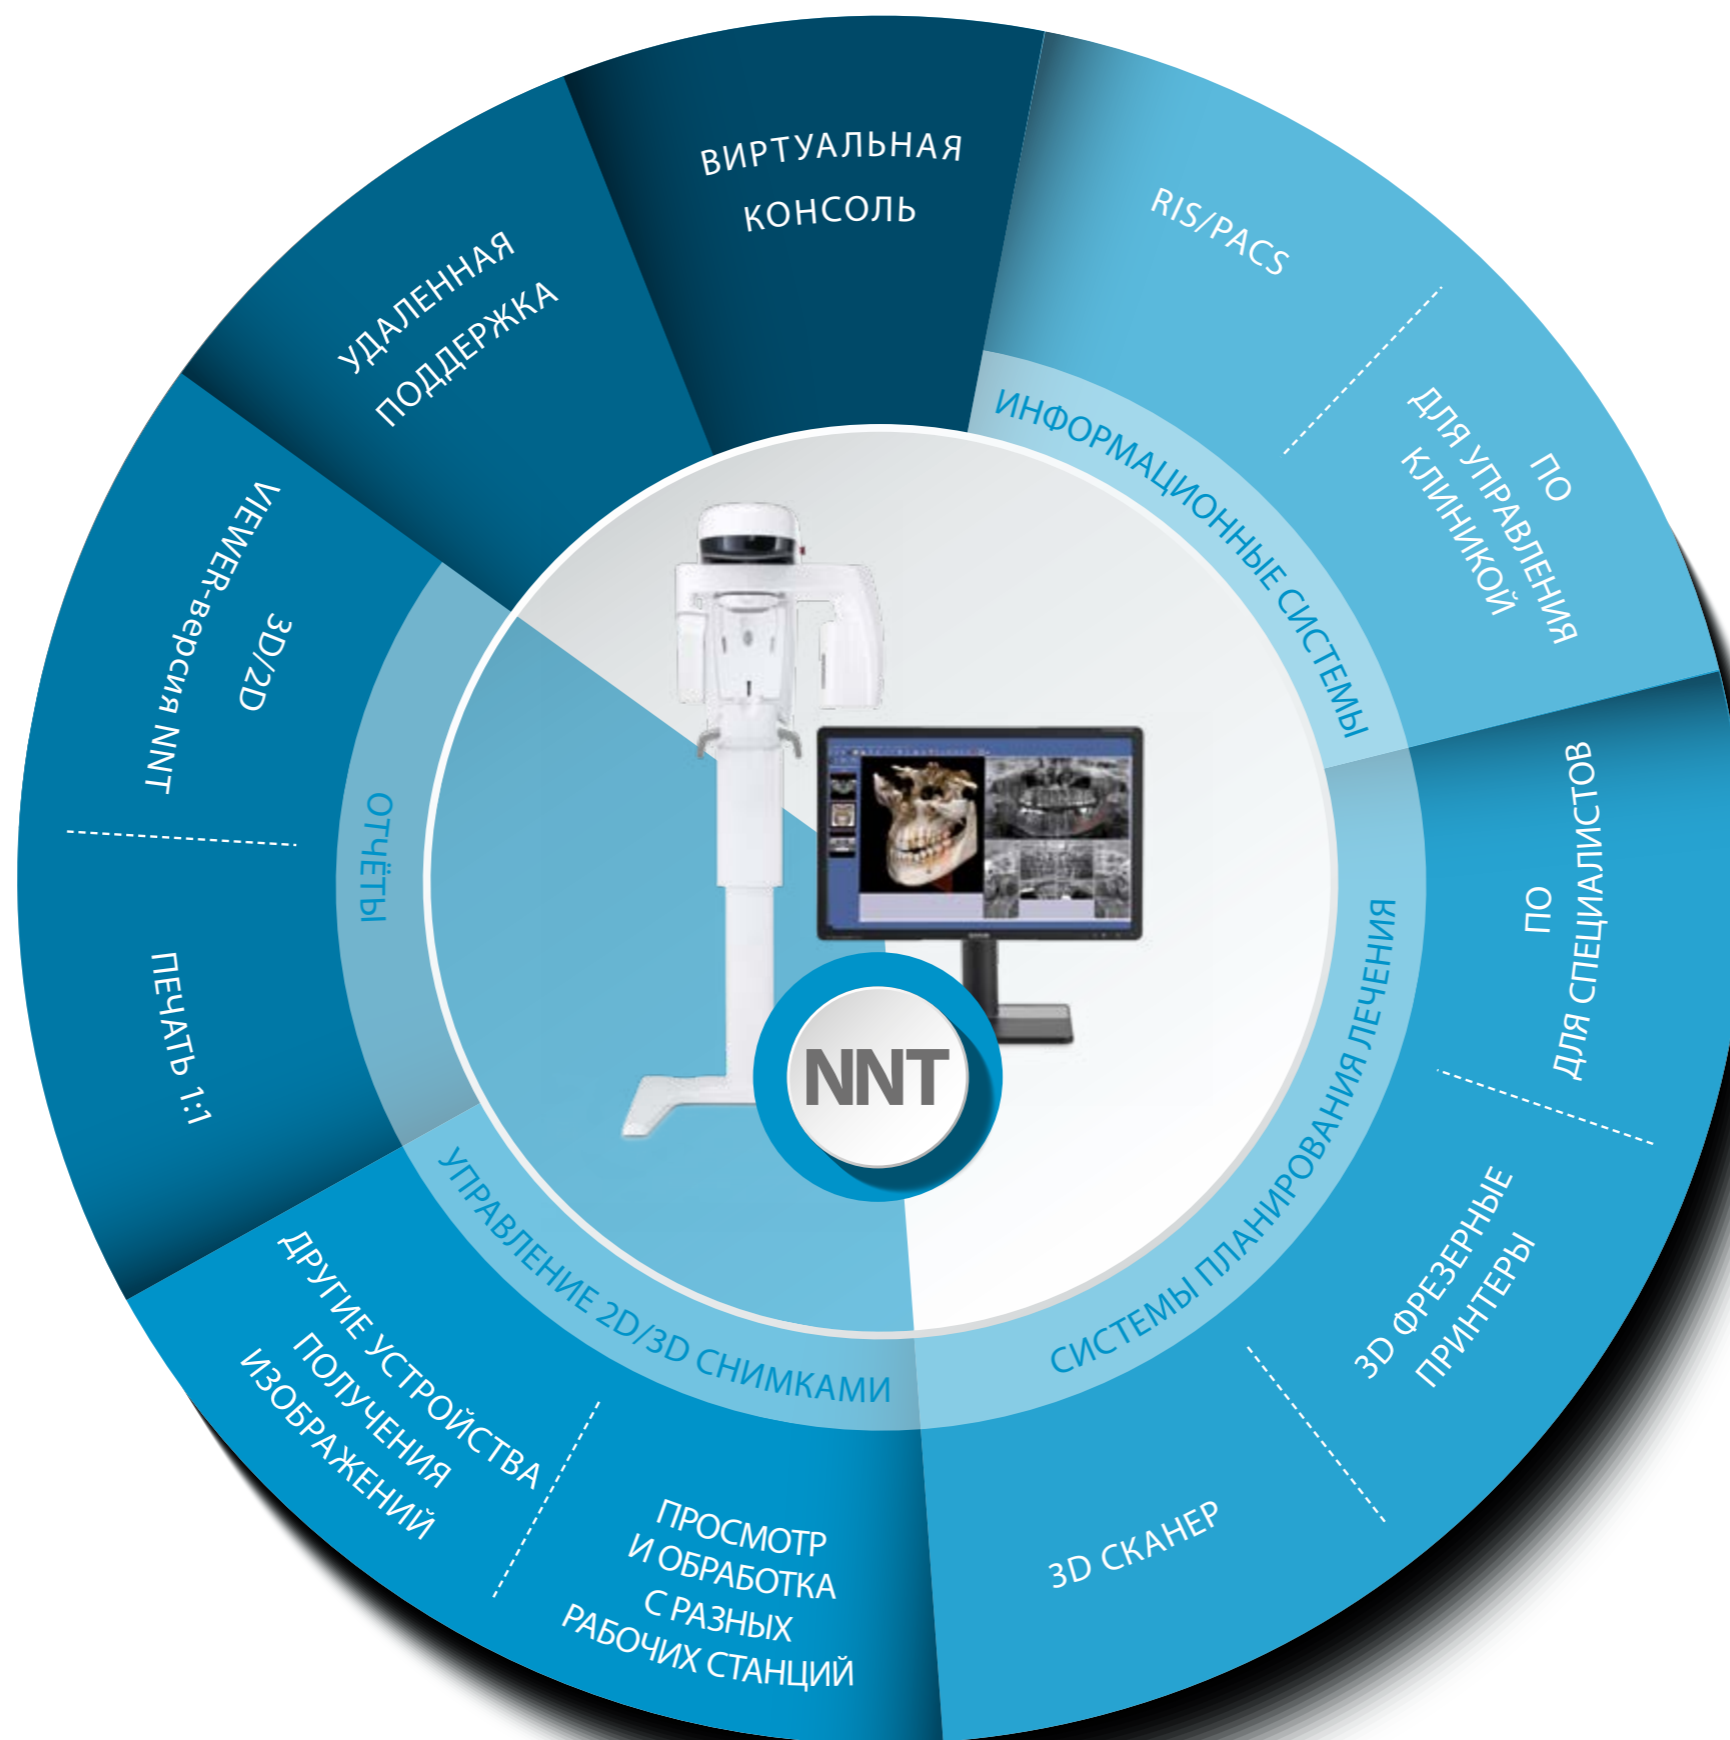 ВИРТУАЛЬНАЯ
КОНСОЛЬ
RIS/PACS
ПО
ДЛЯ УПРАВЛЕНИЯ
КЛИНИКОЙ
ИНФОРМАЦИОННЫЕ СИСТЕМЫ
ПО
ДЛЯ СПЕЦИАЛИСТОВ
3D ФРЕЗЕРНЫЕ
ПРИНТЕРЫ
3D СКАНЕР
СИСТЕМЫ ПЛАНИРОВАНИЯ ЛЕЧЕНИЯ
ПРОСМОТР
И ОБРАБОТКА
С РАЗНЫХ
РАБОЧИХ СТАНЦИЙ
ДРУГИЕ УСТРОЙСТВА
ПОЛУЧЕНИЯ
ИЗОБРАЖЕНИЙ
УПРАВЛЕНИЕ 2D/3D СНИМКАМИ
ПЕЧАТЬ 1:1
3D/2D
VIEWER-версия NNT
ОТЧЁТЫ
УДАЛЕННАЯ
ПОДДЕРЖКА
NNT